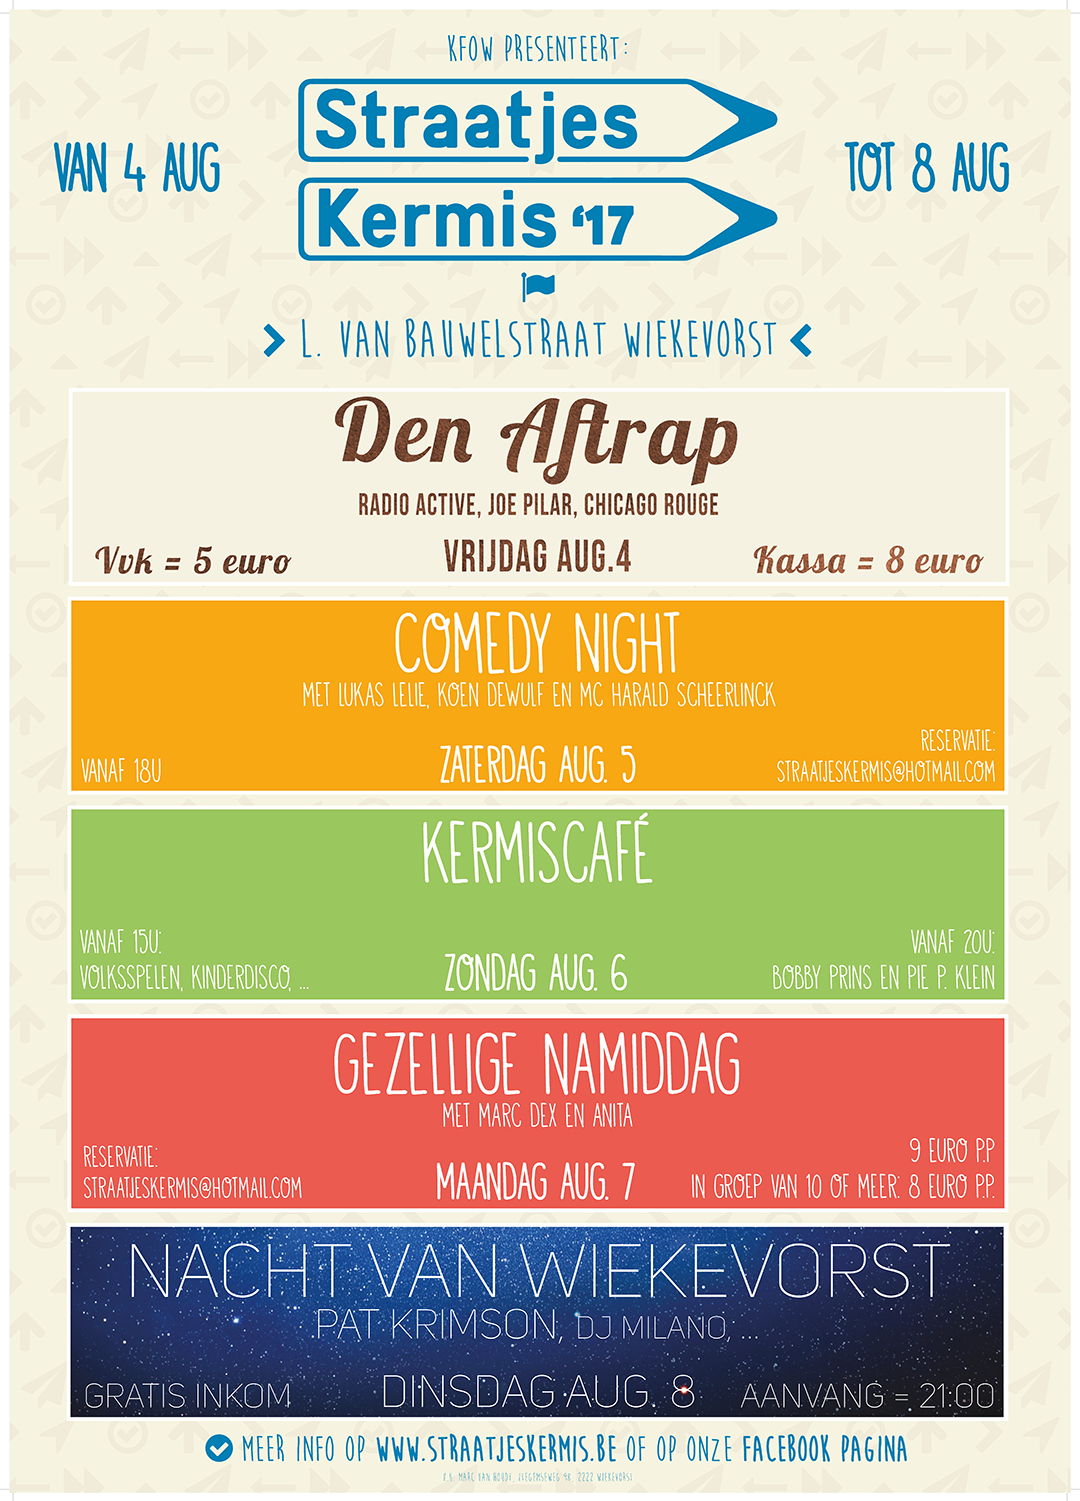 KFOW PRESENTEERT:
VAN 4 AUG
Straatjes
Kermis '17
TOT 8 AUG
L. VAN BAUWELSTRAAT WIEKEVORST
Den Aftrap
RADIO ACTIVE, JOE PILAR, CHICAGO ROUGE
Vvk = 5 euro
VRIJDAG AUG.4
Kassa = 8 euro
COMEDY NIGHT
MET LUKAS LELIE, KOEN DEWULF EN MC HARALD SCHEERLINCK
VANAF 18U
ZATERDAG AUG. 5
RESERVATIE:
STRAATJESKERMIS@HOTMAIL.COM
KERMISCAFÉ
VANAF 15U:
VOLKSSPELEN, KINDERDISCO, ...
ZONDAG AUG. 6
VANAF 20U:
BOBBY PRINS EN PIE P. KLEIN
GEZELLIGE NAMIDDAG
MET MARC DEX EN ANITA
RESERVATIE:
STRAATJESKERMIS@HOTMAIL.COM
MAANDAG AUG. 7
9 EURO P.P
IN GROEP VAN 10 OF MEER: 8 EURO P.P.
NACHT VAN WIEKEVORST
PAT KRIMSON, DJ MILANO, ...
GRATIS INKOM
DINSDAG AUG. 8
AANVANG = 21:00
MEER INFO OP WWW.STRAATJESKERMIS.BE OF OP ONZE FACEBOOK PAGINA
V.U. MARC VAN 2222 WIEKEVORST